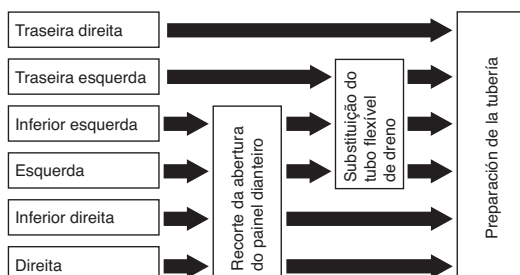 Traseira direita
Traseira esquerda
Inferior esquerda
Esquerda
Inferior direita
Direita
Recorte da abertura
do painel dianteiro
Substituição do
tubo flexível
de dreno
Preparación de la tubería